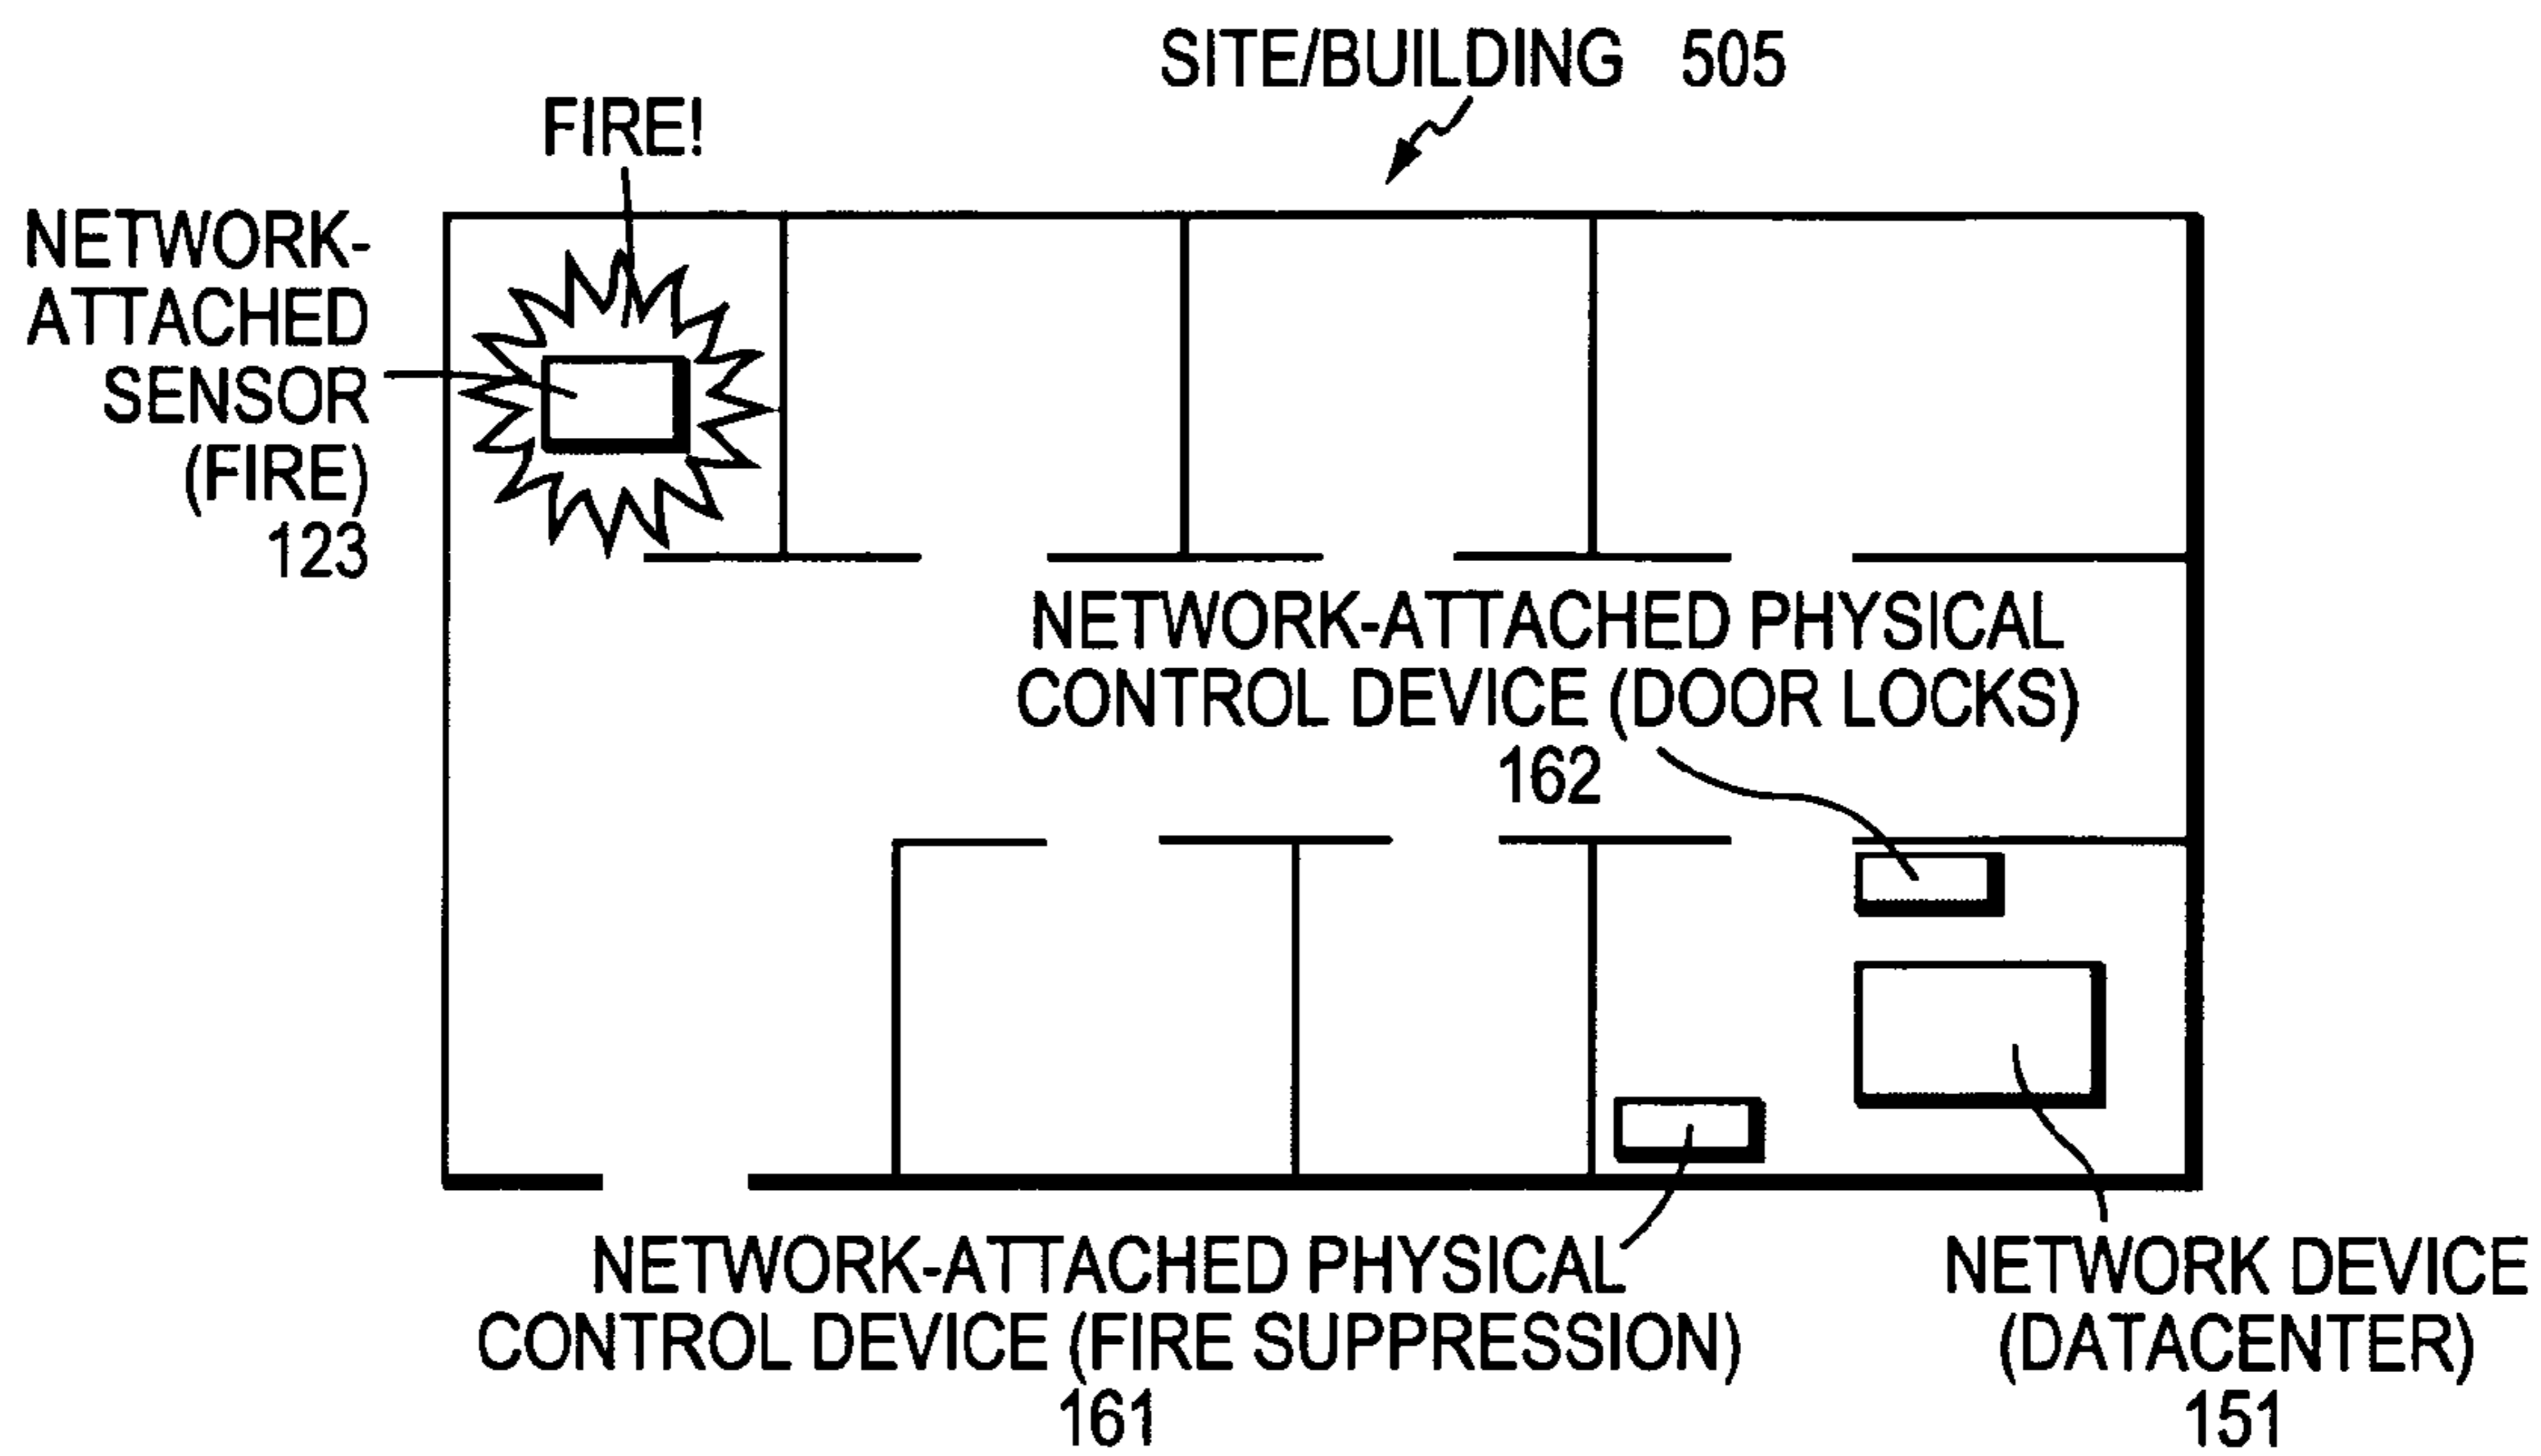 SITE/BUILDING 505
FIRE!
NETWORK-
ATTACHED
SENSOR
(FIRE)
123
NETWORK-ATTACHED PHYSICAL
CONTROL DEVICE (DOOR LOCKS)
162
NETWORK-ATTACHED PHYSICAL
CONTROL DEVICE (FIRE SUPPRESSION)
161
NETWORK DEVICE
(DATACENTER)
151